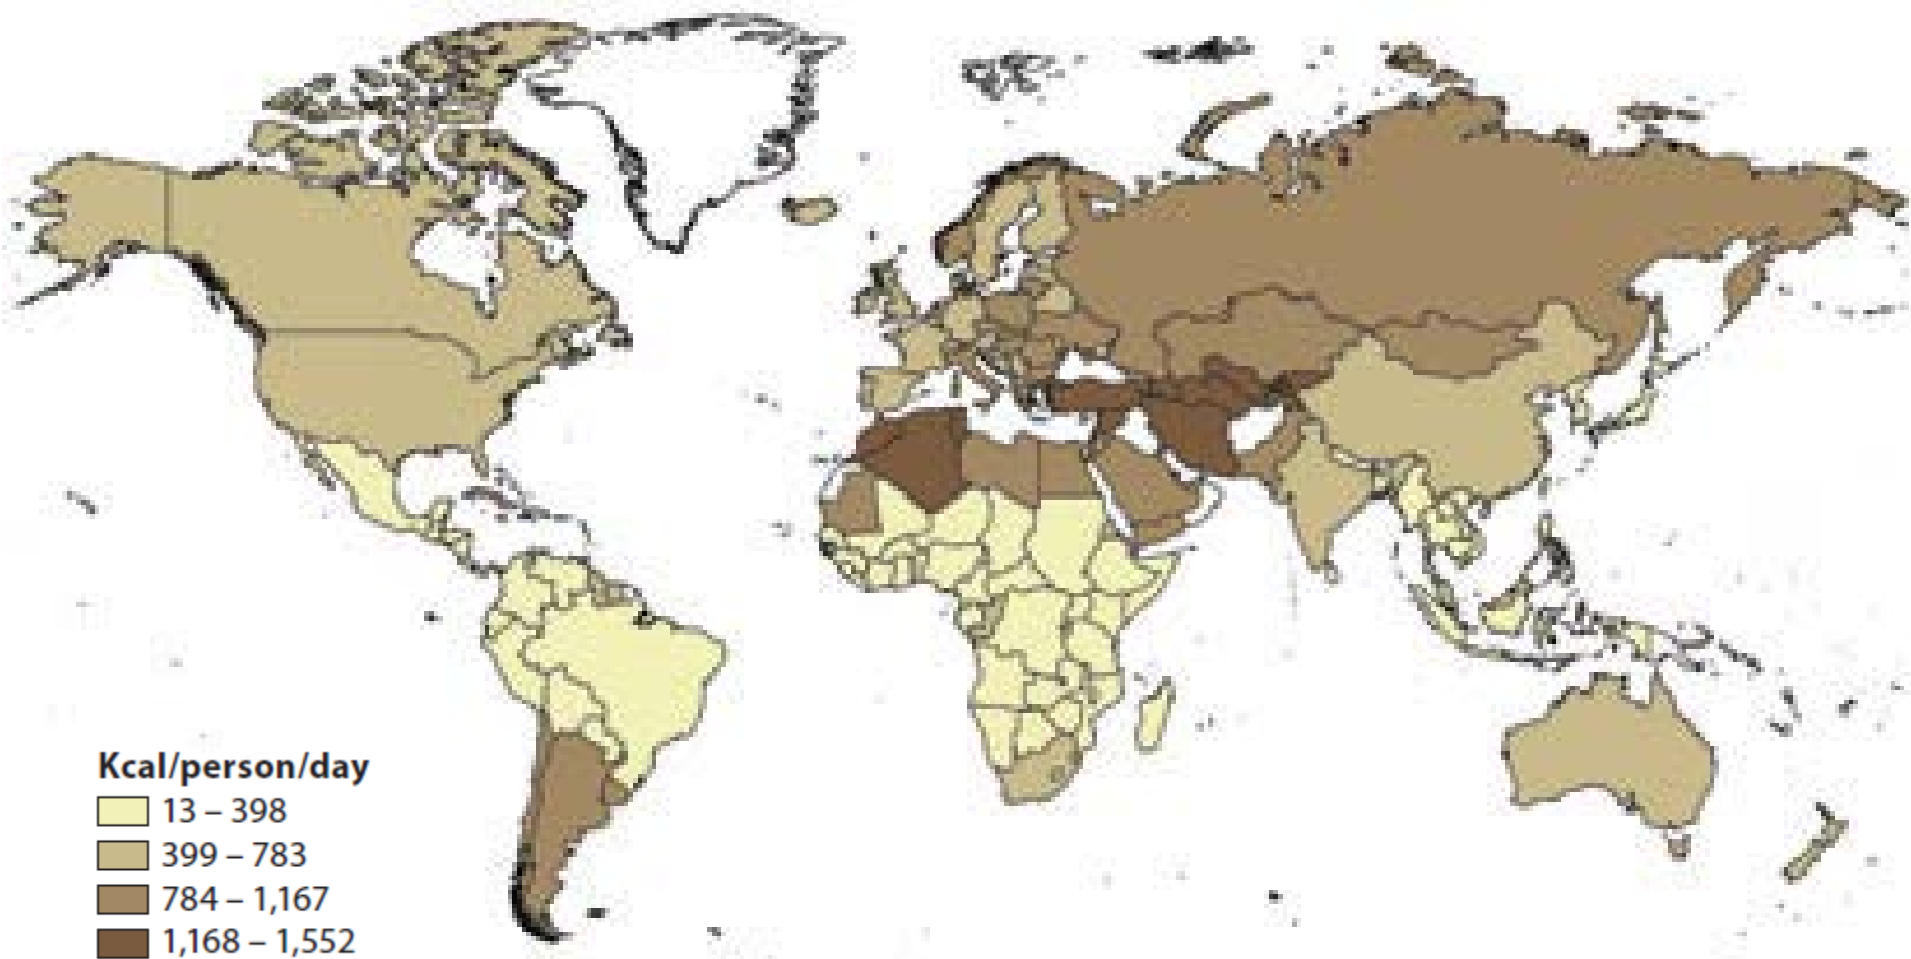 Kcal/person/day
13 – 398
399 – 783
784 – 1,167
1,168 – 1,552